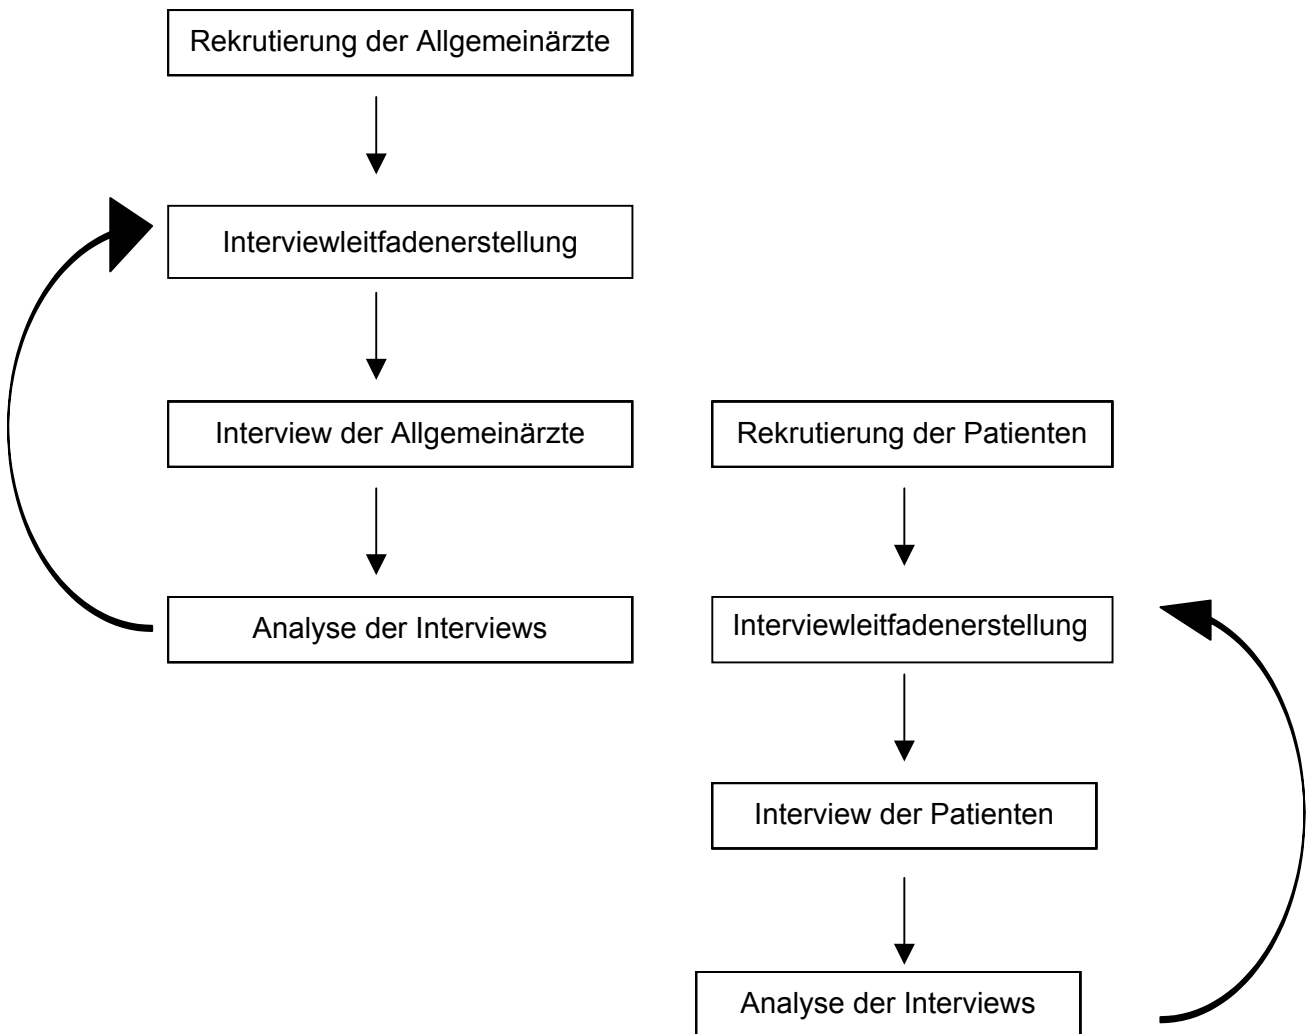 Rekrutierung der Allgemeinärzte
Interviewleitfadenerstellung
Interview der Allgemeinärzte
Analyse der Interviews
Rekrutierung der Patienten
Interviewleitfadenerstellung
Interview der Patienten
Analyse der Interviews